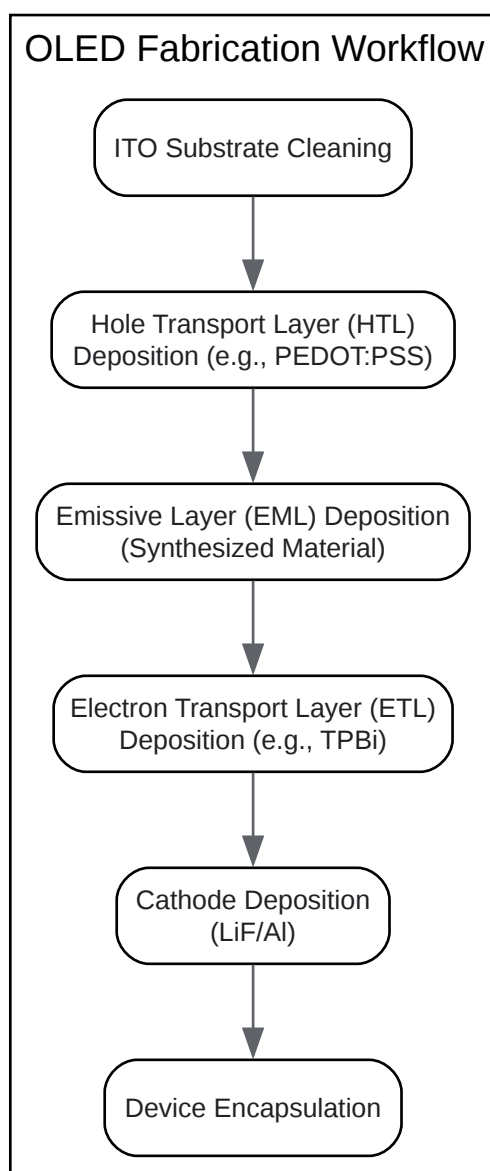 OLED Fabrication Workflow
ITO Substrate Cleaning
Hole Transport Layer (HTL)
Deposition (e.g., PEDOT:PSS)
Emissive Layer (EML) Deposition
(Synthesized Material)
Electron Transport Layer (ETL)
Deposition (e.g., TPBi)
Cathode Deposition
(LiF/Al)
Device Encapsulation